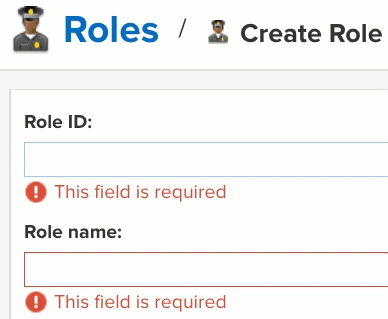 Roles / Create Role
Role ID:
This field is required
Role name:
This field is required